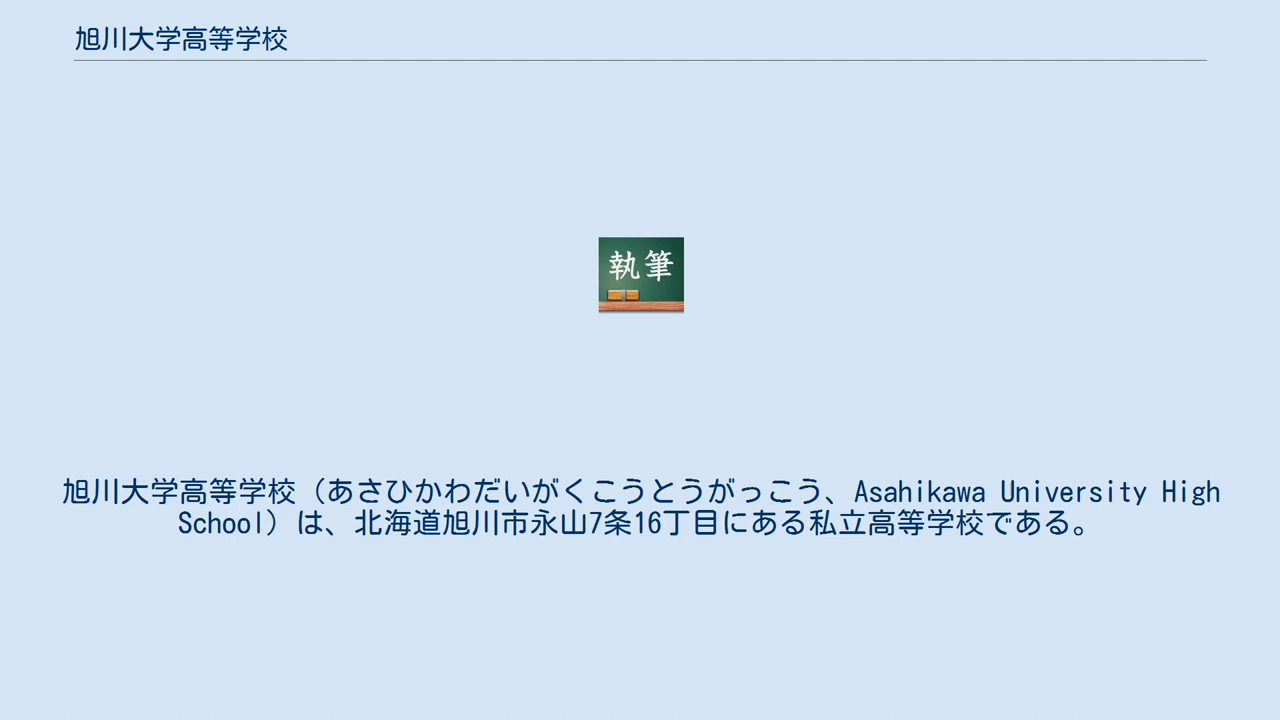 旭川大学高等学校
執筆
旭川大学高等学校（あさひかわだいがくこうとうがっこう、Asahikawa University High
School）は、北海道旭川市永山7条16丁目にある私立高等学校である。